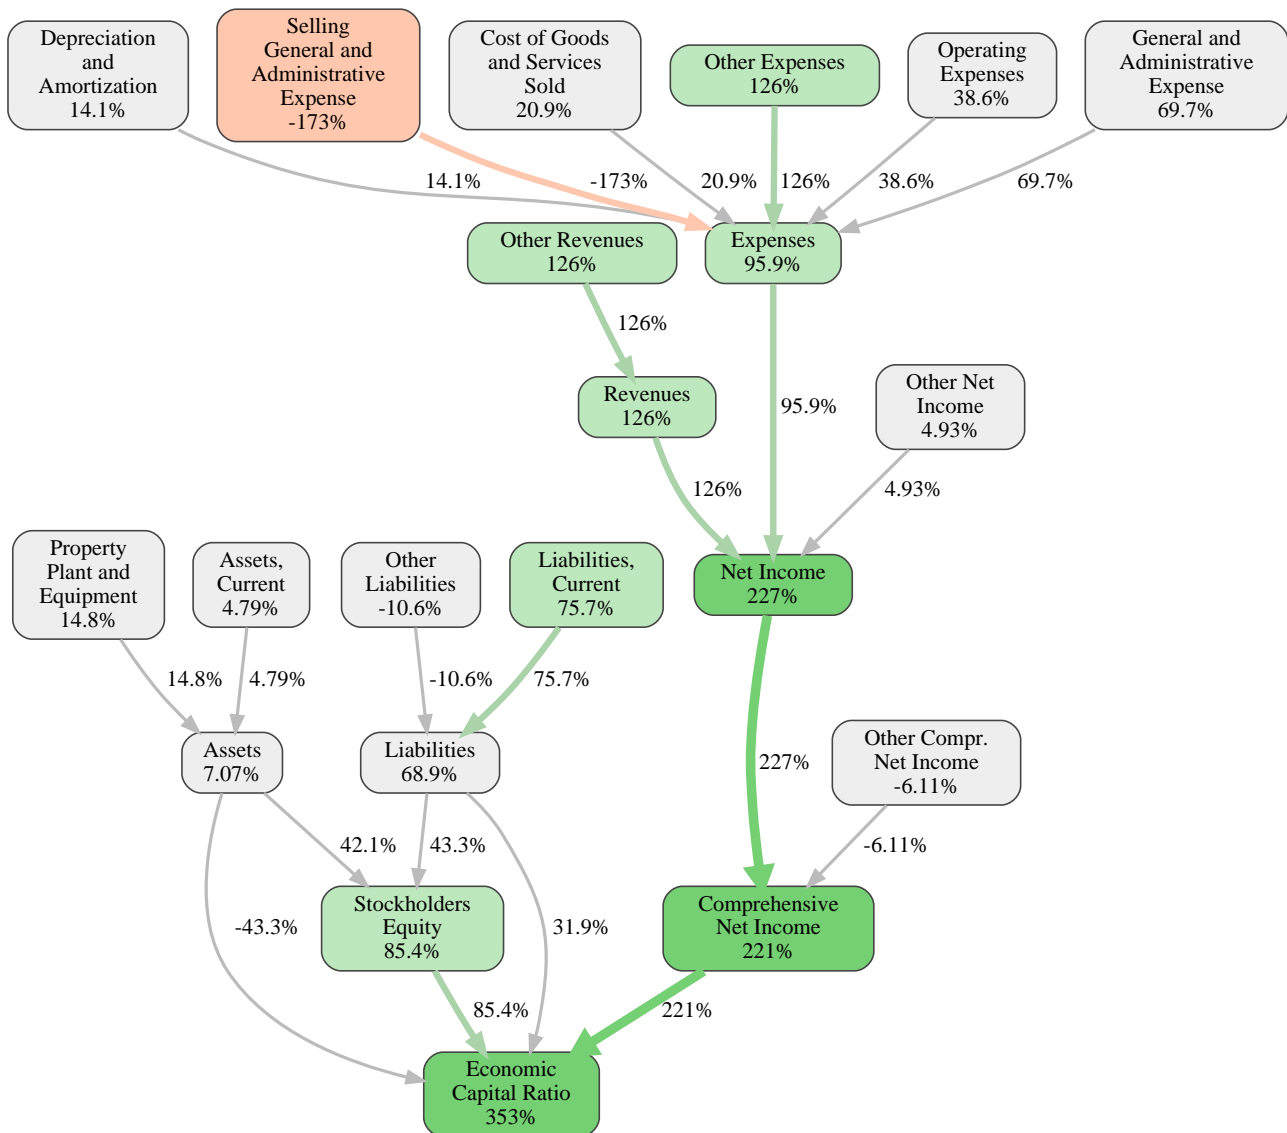 Depreciation
and
Amortization
14.1%
Selling
General and
Administrative
Expense
-173%
Cost of Goods
and Services
Sold
20.9%
Other Expenses
126%
Operating
Expenses
38.6%
General and
Administrative
Expense
69.7%
14.1%
-173%
20.9%
126%
38.6%
69.7%
Other Revenues
126%
Expenses
95.9%
126%
Revenues
126%
95.9%
Other Net
Income
4.93%
126%
4.93%
Property
Plant and
Equipment
14.8%
Assets,
Current
4.79%
Other
Liabilities
-10.6%
Liabilities,
Current
75.7%
Net Income
227%
14.8%
4.79%
-10.6%
75.7%
Assets
7.07%
Liabilities
68.9%
227%
Other Compr.
Net Income
-6.11%
42.1%
43.3%
-6.11%
-43.3%
Stockholders
Equity
85.4%
31.9%
Comprehensive
Net Income
221%
85.4%
221%
Economic
Capital Ratio
353%